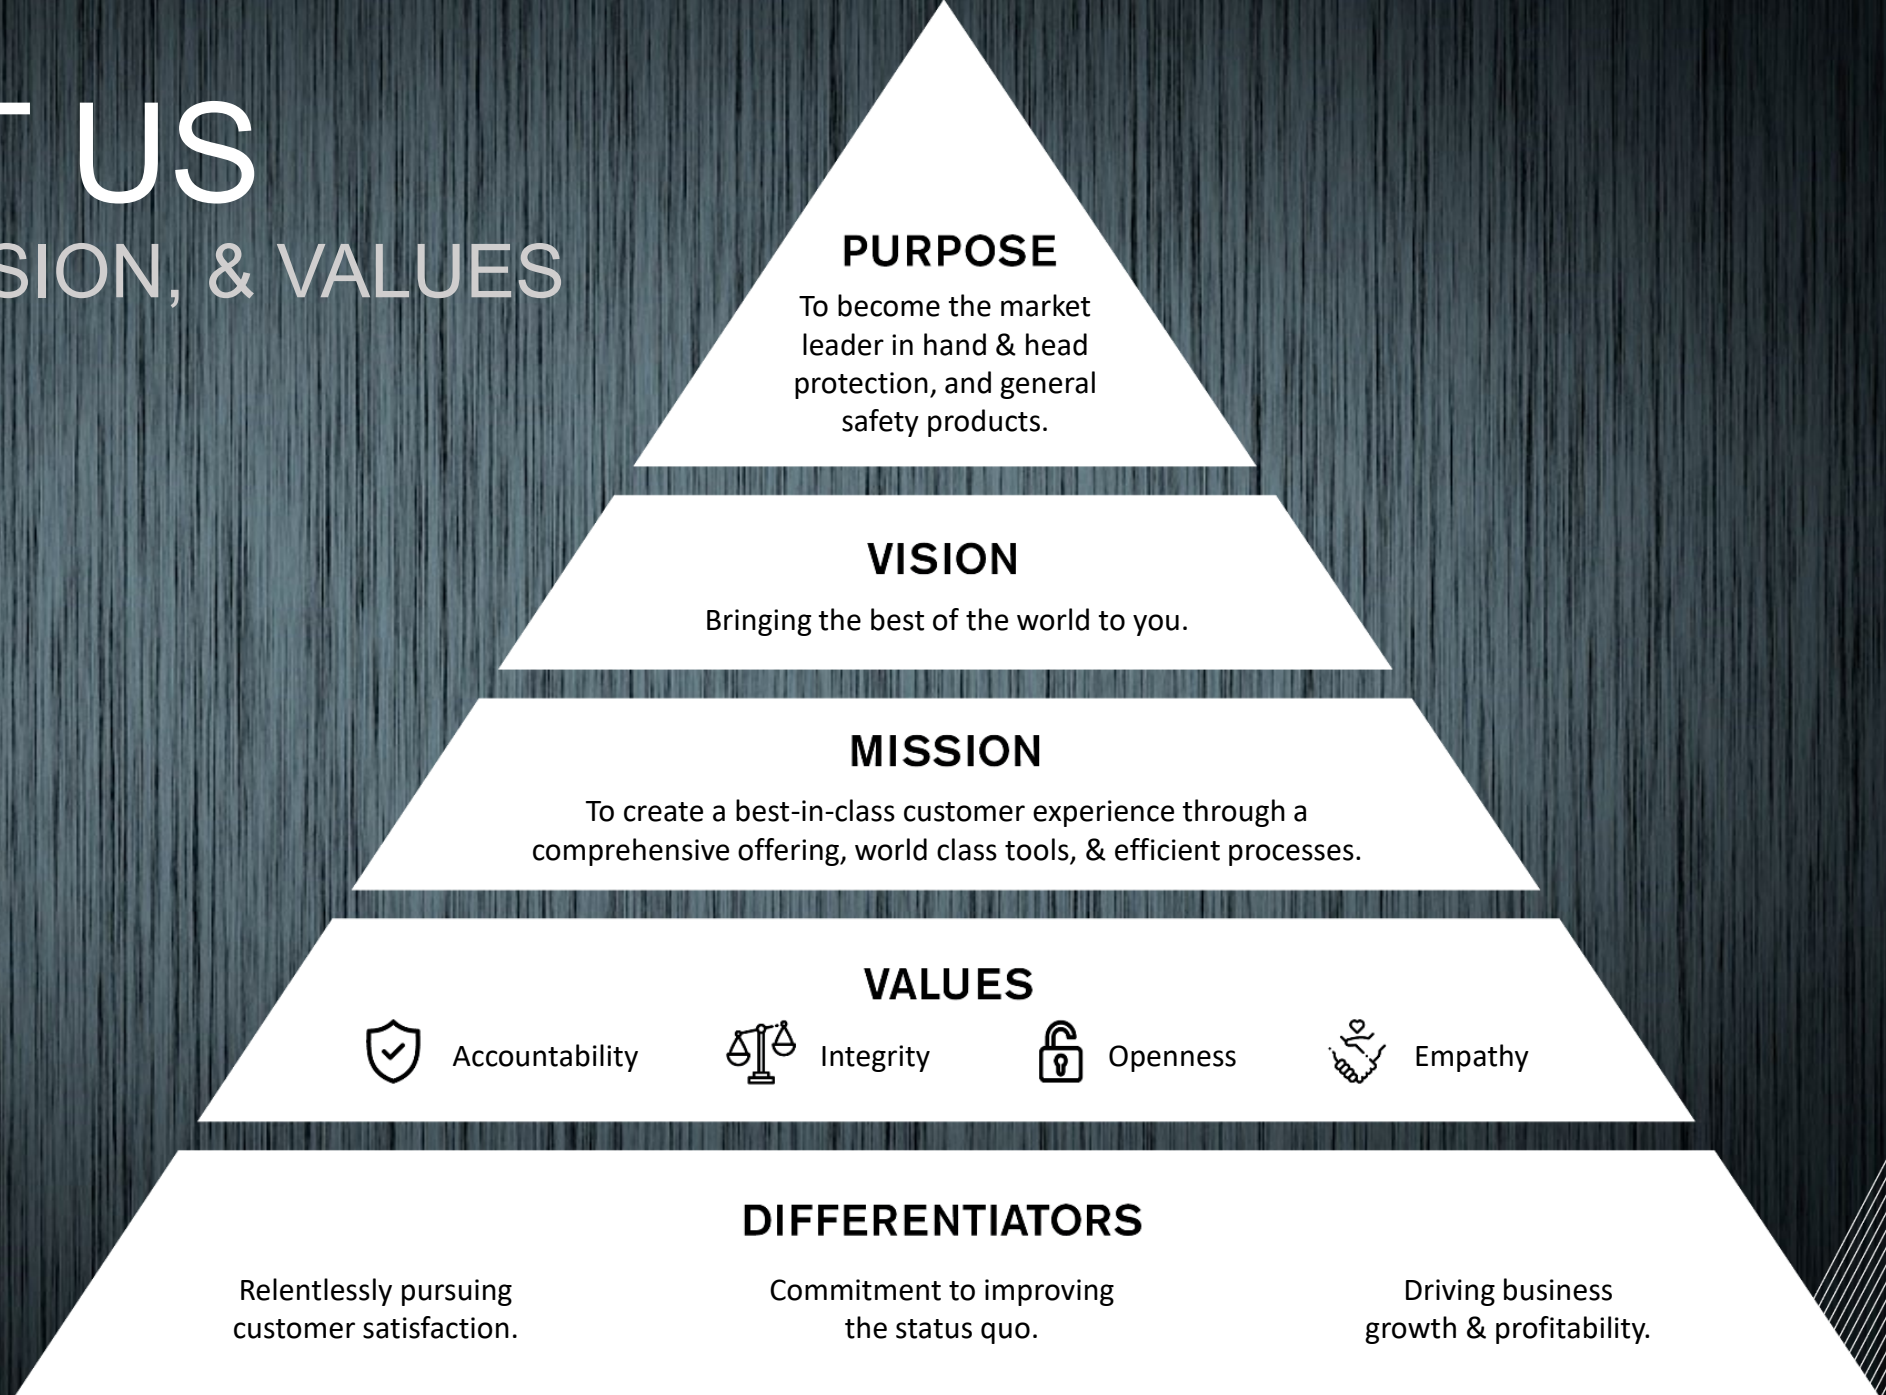 US
SION, & VALUES
PURPOSE
To become the market
leader in hand & head
protection, and general
safety products.
VISION
Bringing the best of the world to you.
MISSION
To create a best-in-class customer experience through a
comprehensive offering, world class tools, & efficient processes.
VALUES
Accountability
Integrity
Openness
Empathy
DIFFERENTIATORS
Relentlessly pursuing
customer satisfaction.
Commitment to improving
the status quo.
Driving business
growth & profitability.